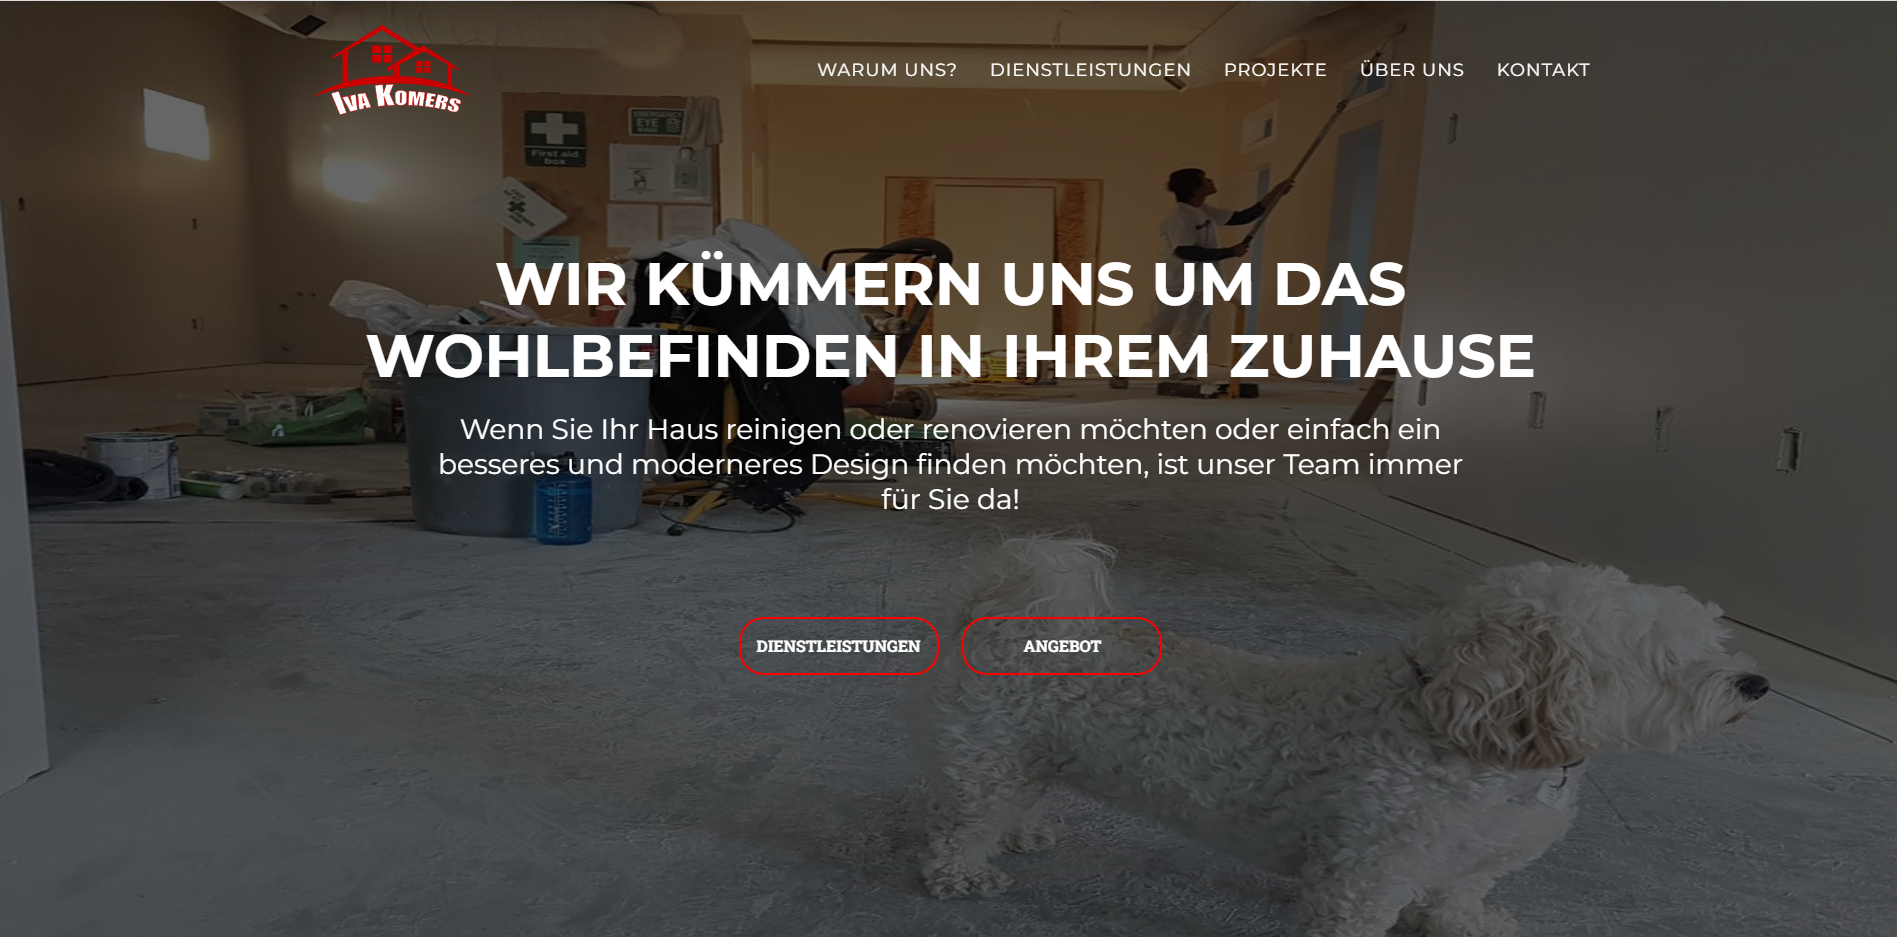 IVA KOMERS
WARUM UNS?
DIENSTLEISTUNGEN
PROJEKTE
ÜBER UNS
KONTAKT
First aid
box
EMERGENCY
EYE
WASH
WIR KÜMMERN UNS UM DAS
WOHLBEFINDEN IN IHREM ZUHAUSE
Wenn Sie Ihr Haus reinigen oder renovieren möchten oder einfach ein
besseres und moderneres Design finden möchten, ist unser Team immer
für Sie da!
DIENSTLEISTUNGEN
ANGEBOT